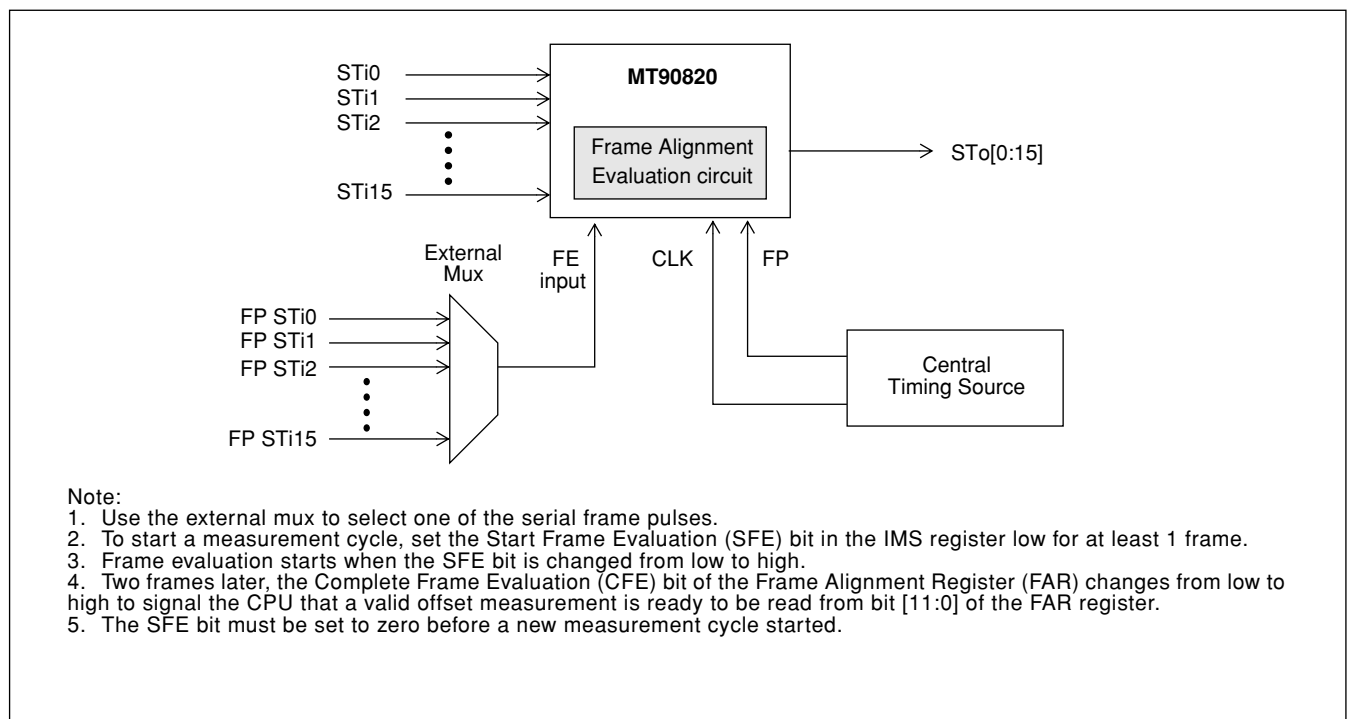 STi0
STi1
STi2
STi15
MT90820
Frame Alignment
Evaluation circuit
STo[0:15]
External
Mux
FE
input
CLK
FP
FP STi0
FP STi1
FP STi2
FP STi15
Central
Timing Source
Note:
1. Use the external mux to select one of the serial frame pulses.
2. To start a measurement cycle, set the Start Frame Evaluation (SFE) bit in the IMS register low for at least 1 frame.
3. Frame evaluation starts when the SFE bit is changed from low to high.
4. Two frames later, the Complete Frame Evaluation (CFE) bit of the Frame Alignment Register (FAR) changes from low to
high to signal the CPU that a valid offset measurement is ready to be read from bit [11:0] of the FAR register.
5. The SFE bit must be set to zero before a new measurement cycle started.